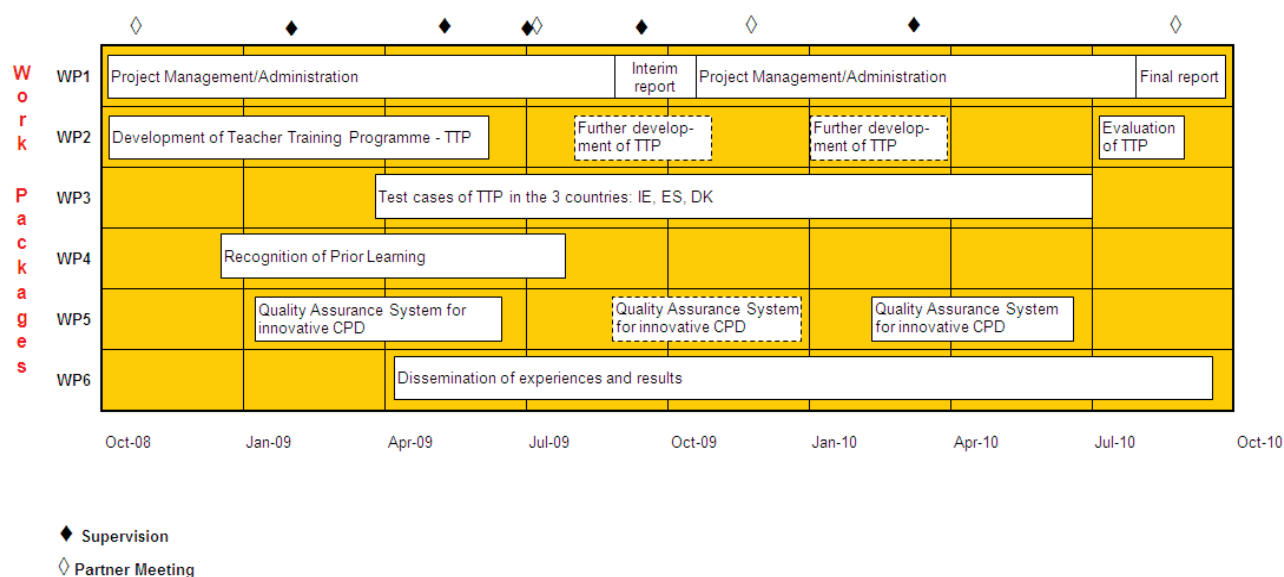 Work Packages
WP1
Project Management/Administration
Interim
report
Project Management/Administration
Final report
WP2
Development of Teacher Training Programme - TTP
Further develop-
ment of TTP
Further develop-
ment of TTP
Evaluation
of TTP
WP3
Test cases of TTP in the 3 countries: IE, ES, DK
WP4
Recognition of Prior Learning
WP5
Quality Assurance System for
innovative CPD
Quality Assurance System
for innovative CPD
Quality Assurance System
for innovative CPD
WP6
Dissemination of experiences and results
Oct-08 Jan-09 Apr-09 Jul-09 Oct-09 Jan-10 Apr-10 Jul-10 Oct-10
Supervision
Partner Meeting